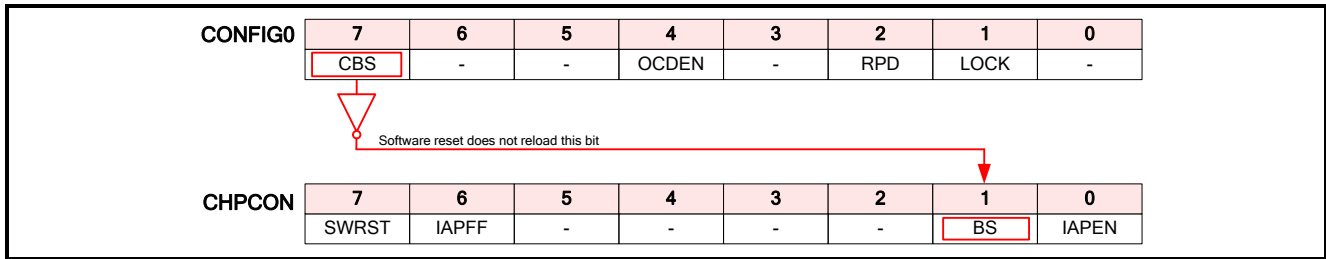 CONFIG0 7 6 5 4 3 2 1 0
CBS - - OCDEN - RPD LOCK -
Software reset does not reload this bit
CHPCON 7 6 5 4 3 2 1 0
SWRST IAPFF - - - - BS IAPEN